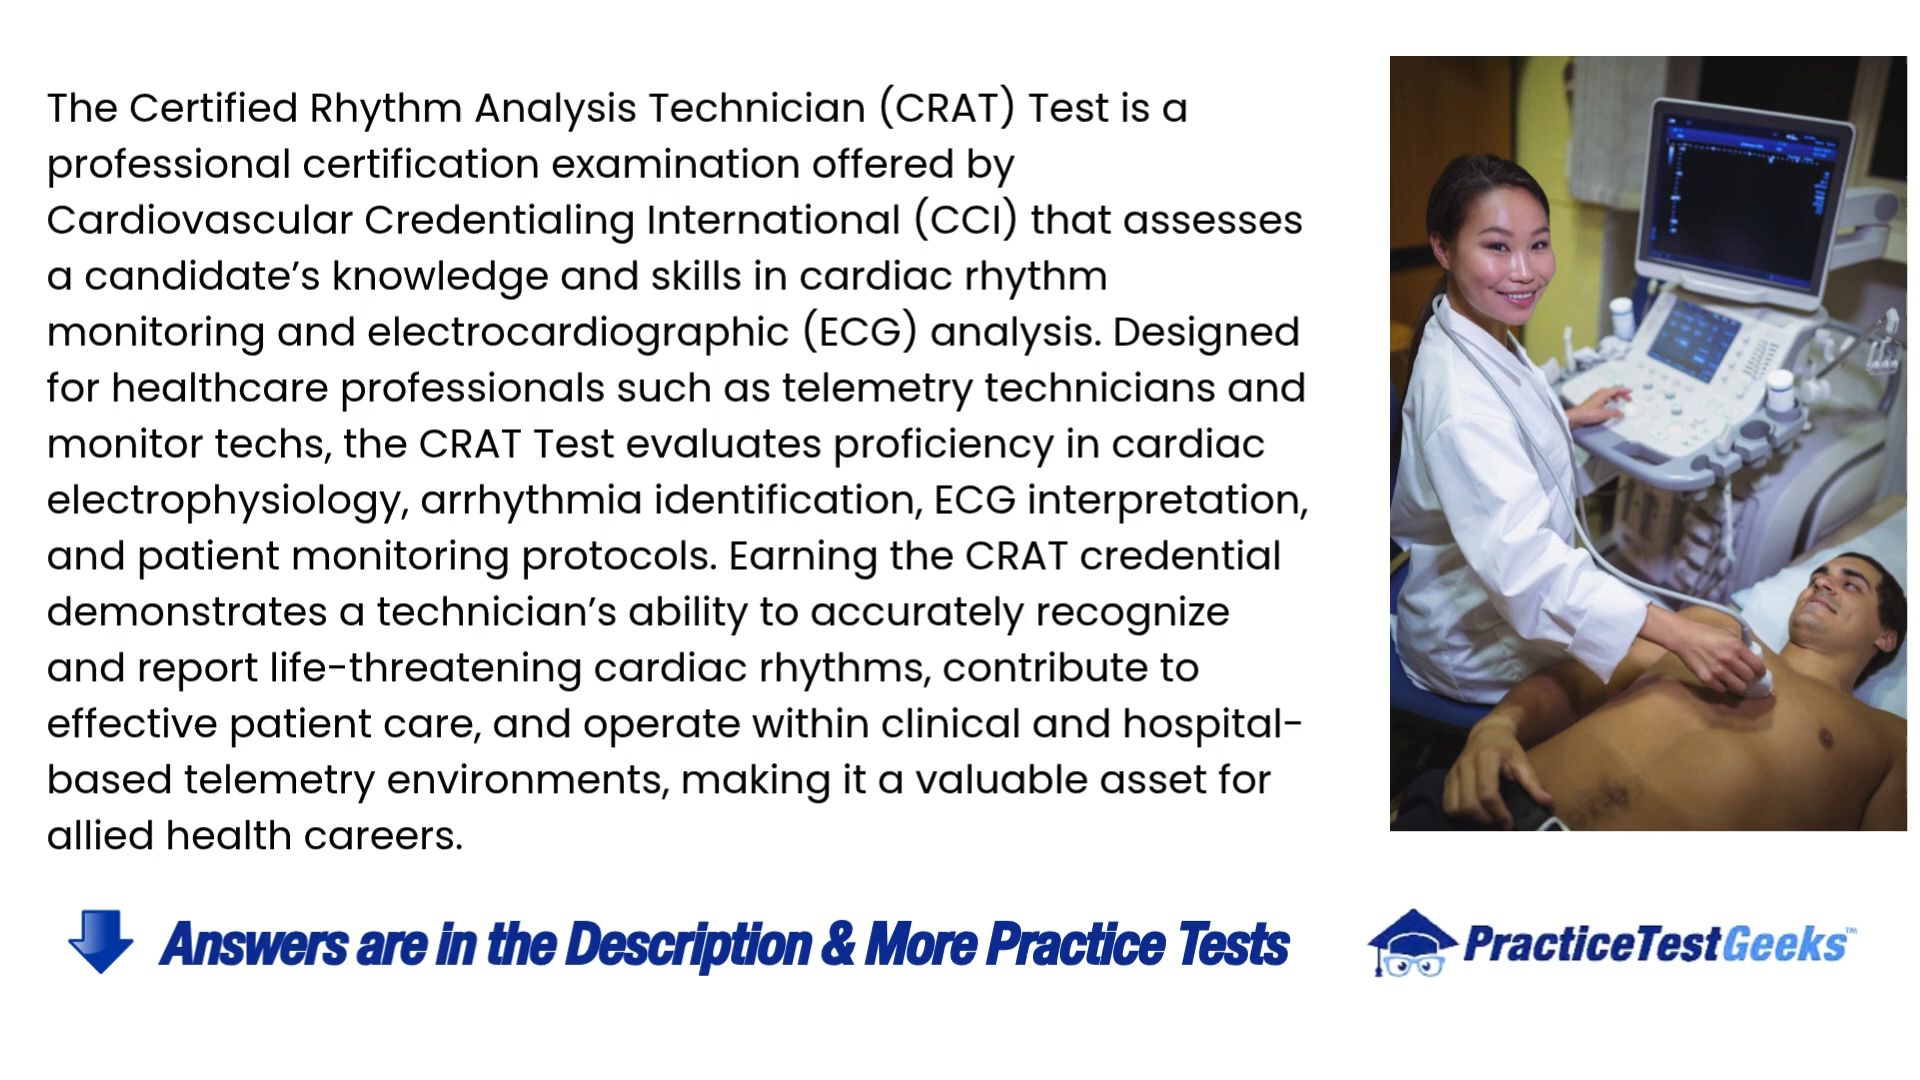 The Certified Rhythm Analysis Technician (CRAT) Test is a
professional certification examination offered by
Cardiovascular Credentialing International (CCI) that assesses
a candidate’s knowledge and skills in cardiac rhythm
monitoring and electrocardiographic (ECG) analysis. Designed
for healthcare professionals such as telemetry technicians and
monitor techs, the CRAT Test evaluates proficiency in cardiac
electrophysiology, arrhythmia identification, ECG interpretation,
and patient monitoring protocols. Earning the CRAT credential
demonstrates a technician’s ability to accurately recognize
and report life-threatening cardiac rhythms, contribute to
effective patient care, and operate within clinical and hospital-
based telemetry environments, making it a valuable asset for
allied health careers.
Answers are in the Description & More Practice Tests
PracticeTestGeeks™